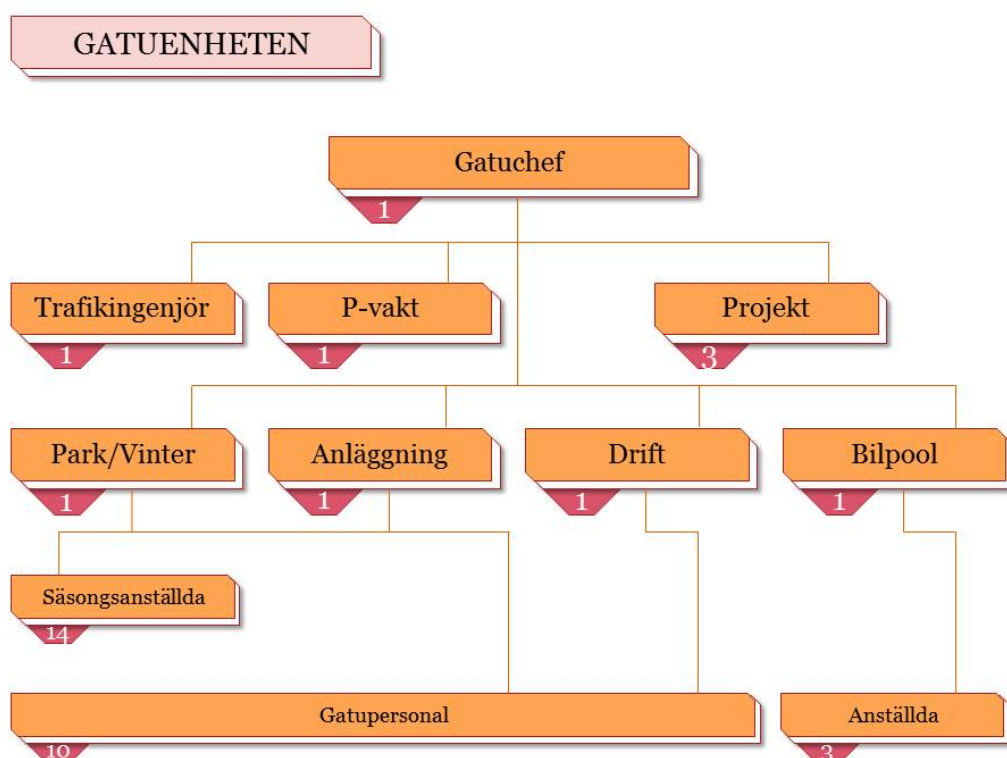 GATUENHETEN
Gatuchef
1
Trafikingenjör
1
P-vakt
1
Projekt
3
Park/Vinter
1
Anläggning
1
Drift
1
Bilpool
1
Säsongsanställda
14
Gatupersonal
10
Anställda
3